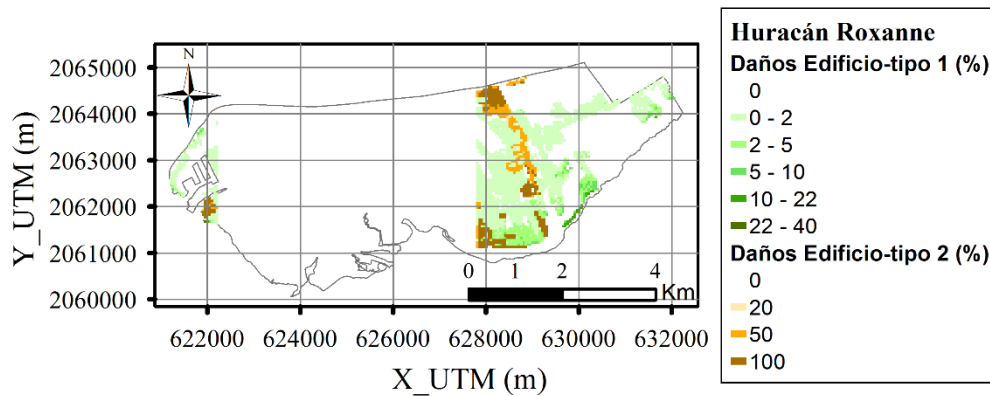 N
2065000
2064000
2063000
2062000
2061000
2060000
Y_UTM (m)
0 1 2 4
Km
622000 624000 626000 628000 630000 632000
X_UTM (m)
Huracán Roxanne
Daños Edificio-tipo 1 (%)
0
0 - 2
2 - 5
5 - 10
10 - 22
22 - 40
Daños Edificio-tipo 2 (%)
0
20
50
100